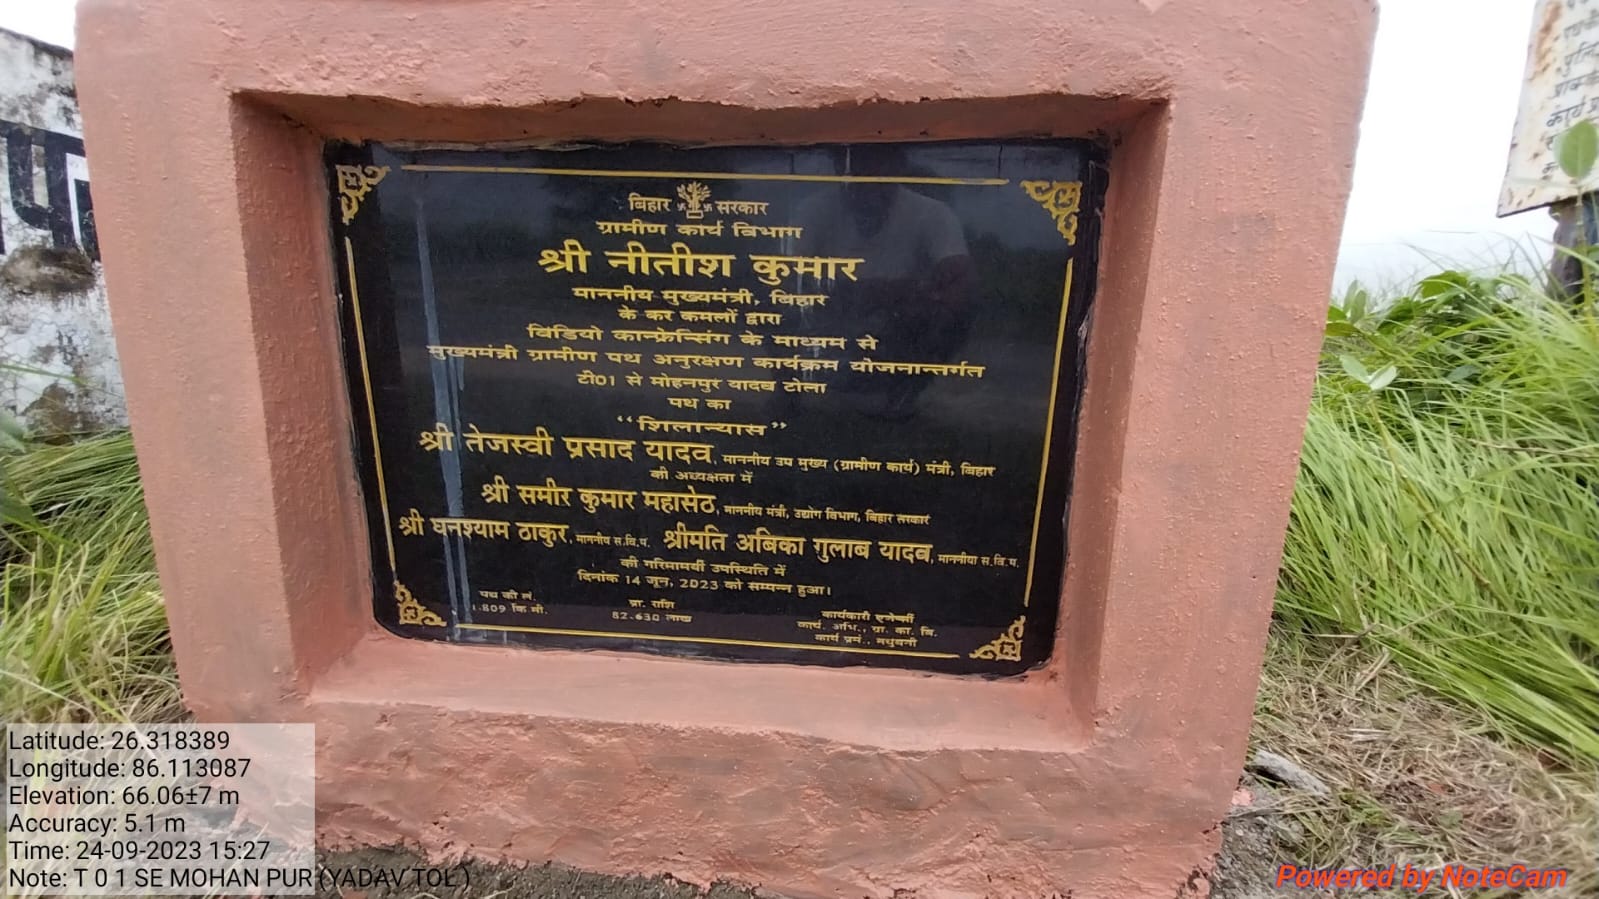 बिहार सरकार
ग्रामीण कार्य विभाग
श्री नीतीश कुमार
माननीय मुख्यमंत्री, बिहार
के कर कमलों द्वारा
विडियो कान्फ्रेन्सिंग के माध्यम से
मुख्यमंत्री ग्रामीण पथ अनुरक्षण कार्यक्रम योजनान्तर्गत
टी01 से मोहनपुर यादव टोला
पथ का
“शिलान्यास”
श्री तेजस्वी प्रसाद यादव, माननीय उप मुख्य (ग्रामीण कार्य) मंत्री, बिहार
की अध्यक्षता में
श्री समीर कुमार महासेठ, माननीय मंत्री, उद्योग विभाग, बिहार सरकार
श्री घनश्याम ठाकुर, माननीय स.वि.प. श्रीमति अबिका गुलाब यादव, माननीया स.वि.प.
की गरिमामयी उपस्थिति में
दिनांक 14 जून, 2023 को सम्पन्न हुआ।
पथ की लं.
1.809 कि.मी.
प्रा. राशि
82.630 लाख
कार्यकारी एजेन्सी
कार्य. अभि., ग्रा. का. वि.
कार्य प्रमं., मधुबनी
Latitude: 26.318389
Longitude: 86.113087
Elevation: 66.06±7 m
Accuracy: 5.1 m
Time: 24-09-2023 15:27
Note: T 0 1 SE MOHAN PUR (YADAV TOL )
Powered by NoteCam